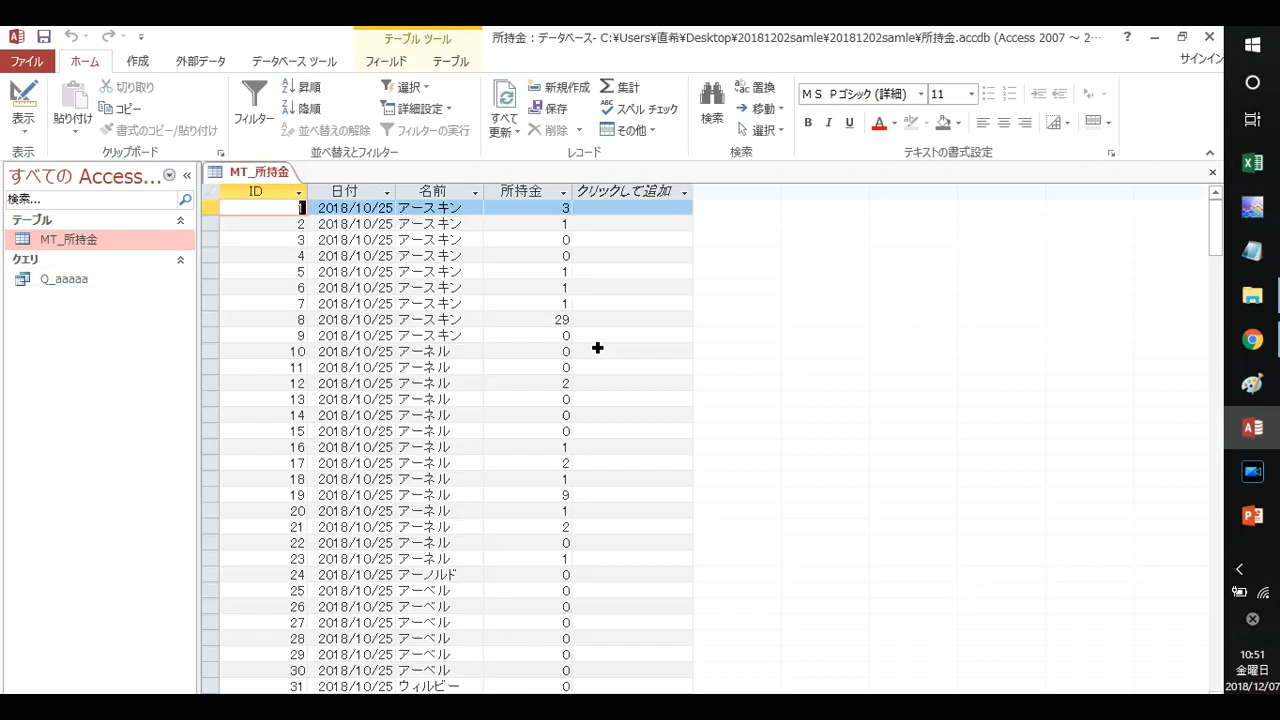 所持金 : データベース- C:¥Users¥直希¥Desktop¥20181202samle¥20181202samle¥所持金.accdb (Access 2007 ～ 2...
テーブル ツール
サインイン
ファイル ホーム 作成 外部データ データベース ツール フィールド テーブル
表示
貼り付け
切り取り
コピー
書式のコピー/貼り付け
フィルター
昇順
降順
並べ替えの解除
選択
詳細設定
フィルターの実行
すべて
更新
新規作成
保存
削除
集計
スペル チェック
その他
検索
置換
移動
選択
ＭＳ Ｐゴシック (詳細) 11
B I U A
表示 クリップボード 並べ替えとフィルター レコード 検索 テキストの書式設定
すべての Access...
検索...
テーブル
MT_所持金
クエリ
Q_aaaaa
MT_所持金
ID 日付 名前 所持金 クリックして追加
1 2018/10/25 アースキン 3
2 2018/10/25 アースキン 1
3 2018/10/25 アースキン 0
4 2018/10/25 アースキン 0
5 2018/10/25 アースキン 1
6 2018/10/25 アースキン 1
7 2018/10/25 アースキン 1
8 2018/10/25 アースキン 29
9 2018/10/25 アースキン 0
10 2018/10/25 アーネル 0
11 2018/10/25 アーネル 0
12 2018/10/25 アーネル 2
13 2018/10/25 アーネル 0
14 2018/10/25 アーネル 0
15 2018/10/25 アーネル 0
16 2018/10/25 アーネル 1
17 2018/10/25 アーネル 2
18 2018/10/25 アーネル 1
19 2018/10/25 アーネル 9
20 2018/10/25 アーネル 1
21 2018/10/25 アーネル 2
22 2018/10/25 アーネル 0
23 2018/10/25 アーネル 1
24 2018/10/25 アーノルド 0
25 2018/10/25 アーベル 0
26 2018/10/25 アーベル 0
27 2018/10/25 アーベル 0
28 2018/10/25 アーベル 0
29 2018/10/25 アーベル 0
30 2018/10/25 アーベル 0
31 2018/10/25 ウィルビー 0
10:51
金曜日
2018/12/07